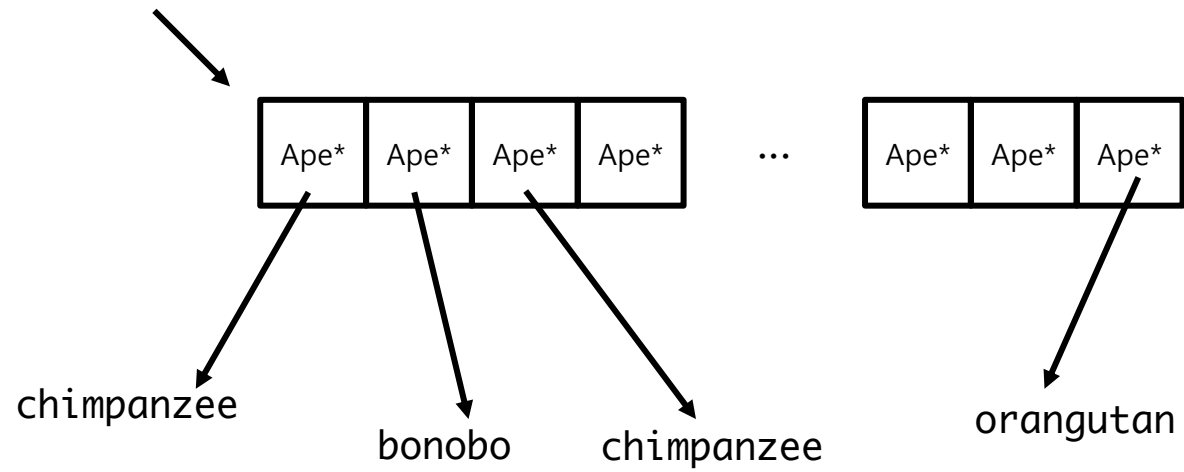 Ape* Ape* Ape* Ape* ... Ape* Ape* Ape*
chimpanzee
bonobo
chimpanzee
orangutan